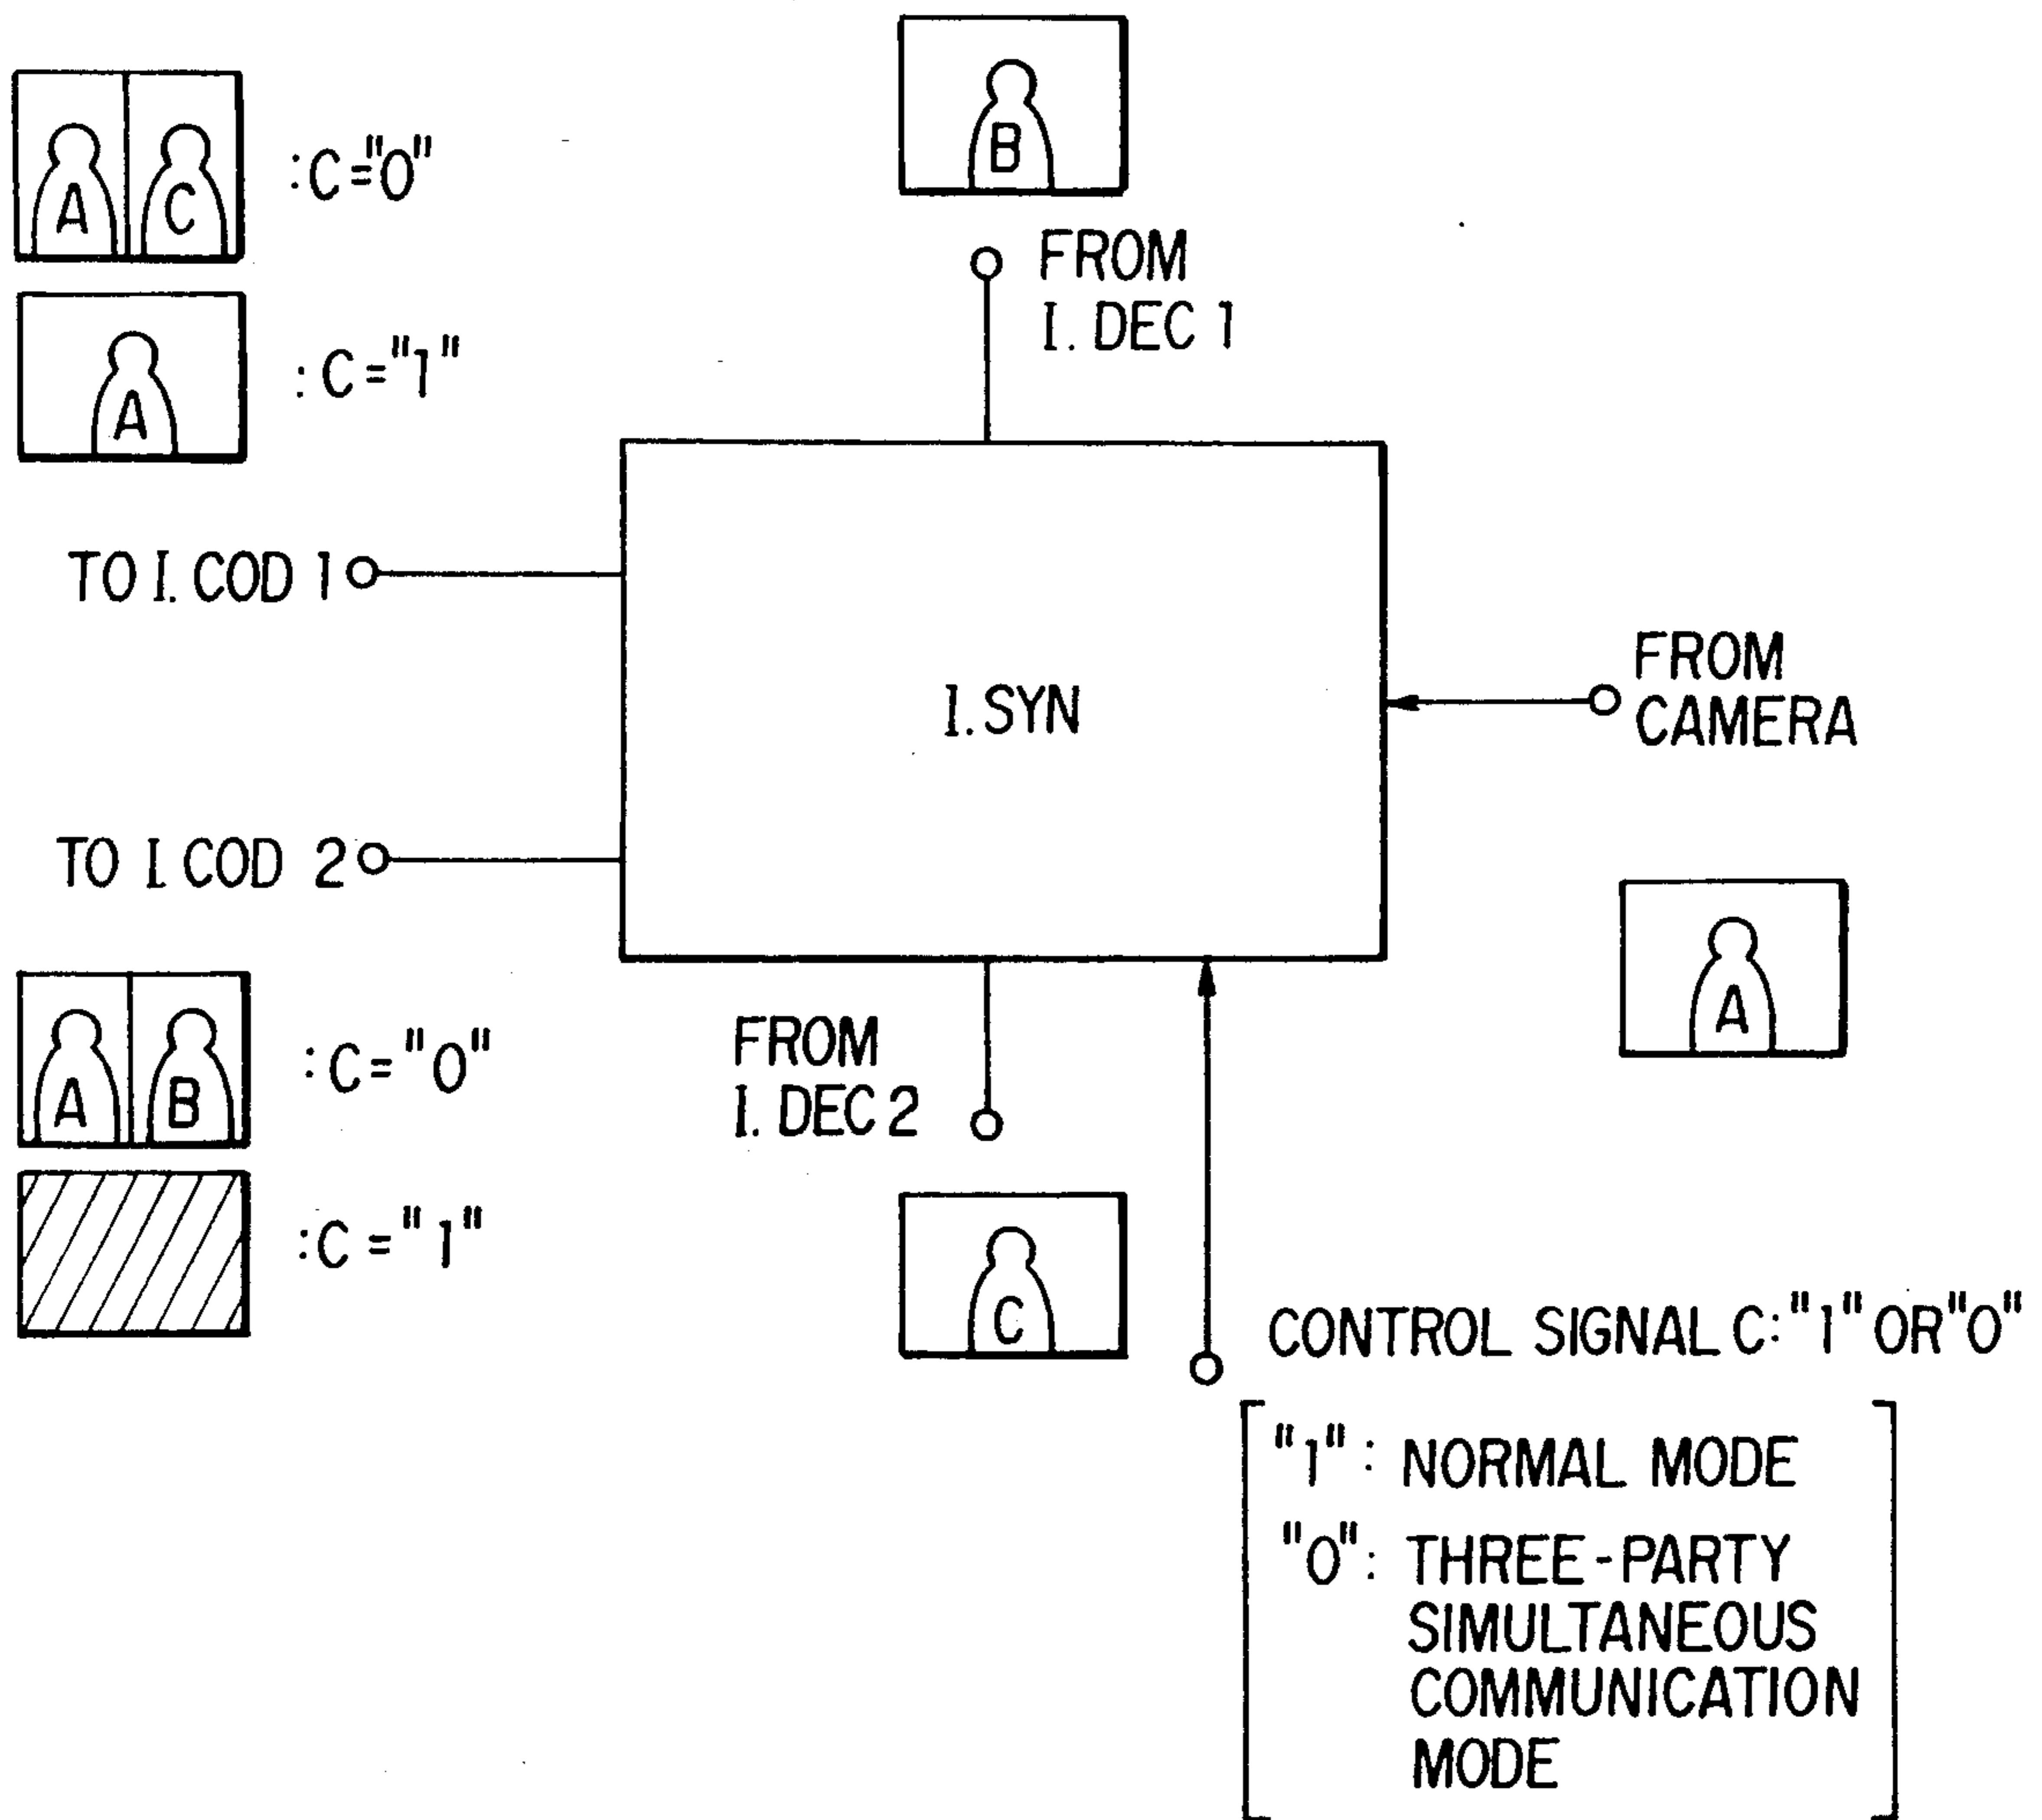 B
A C :C="0"
FROM
I. DEC 1
A :C="1"
TO I. COD 1
I. SYN
FROM
CAMERA
TO I. COD 2
A
A B :C="0"
FROM
I. DEC 2
C
:C="1"
CONTROL SIGNAL C:"1" OR "0"
"1": NORMAL MODE
"0": THREE-PARTY
SIMULTANEOUS
COMMUNICATION
MODE